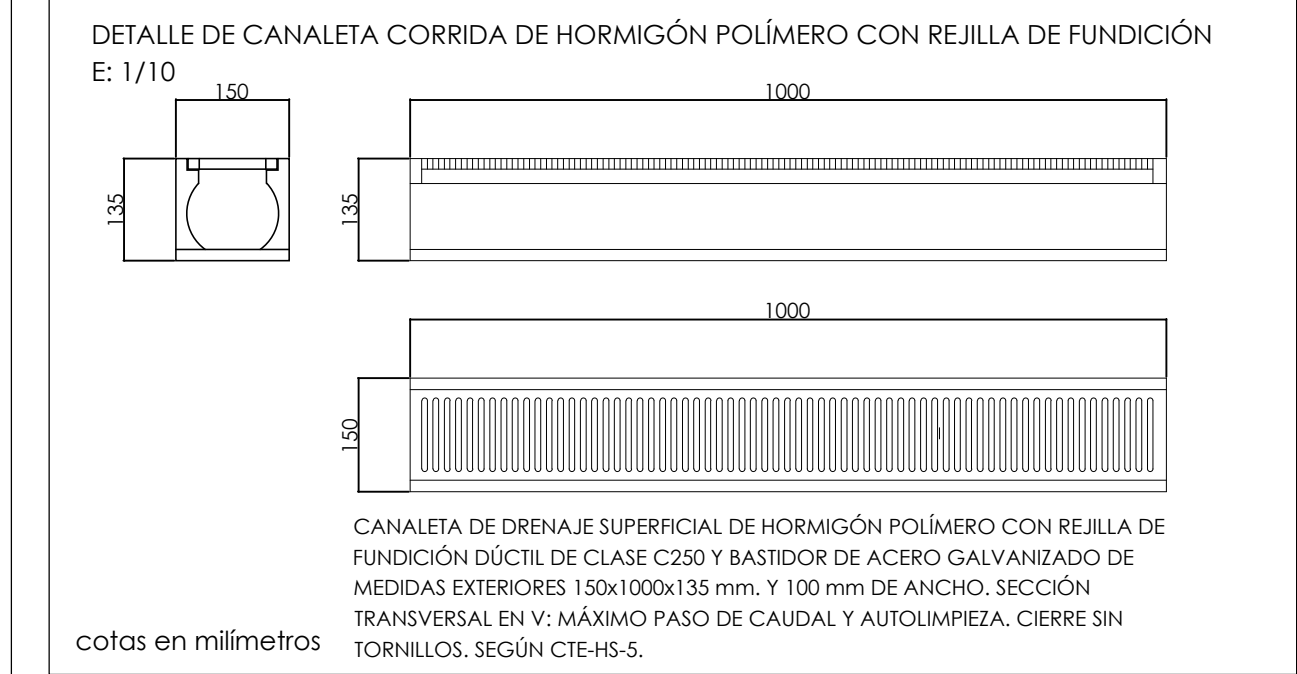 DETALLE DE CANALETA CORRIDA DE HORMIGÓN POLÍMERO CON REJILLA DE FUNDICIÓN
E: 1/10
150
1000
135
135
1000
150
CANALETA DE DRENAJE SUPERFICIAL DE HORMIGÓN POLÍMERO CON REJILLA DE
FUNDICIÓN DÚCTIL DE CLASE C250 Y BASTIDOR DE ACERO GALVANIZADO DE
MEDIDAS EXTERIORES 150x1000x135 mm. Y 100 mm DE ANCHO. SECCIÓN
TRANSVERSAL EN V: MÁXIMO PASO DE CAUDAL Y AUTOLIMPIEZA. CIERRE SIN
TORNILLOS. SEGÚN CTE-HS-5.
cotas en milímetros